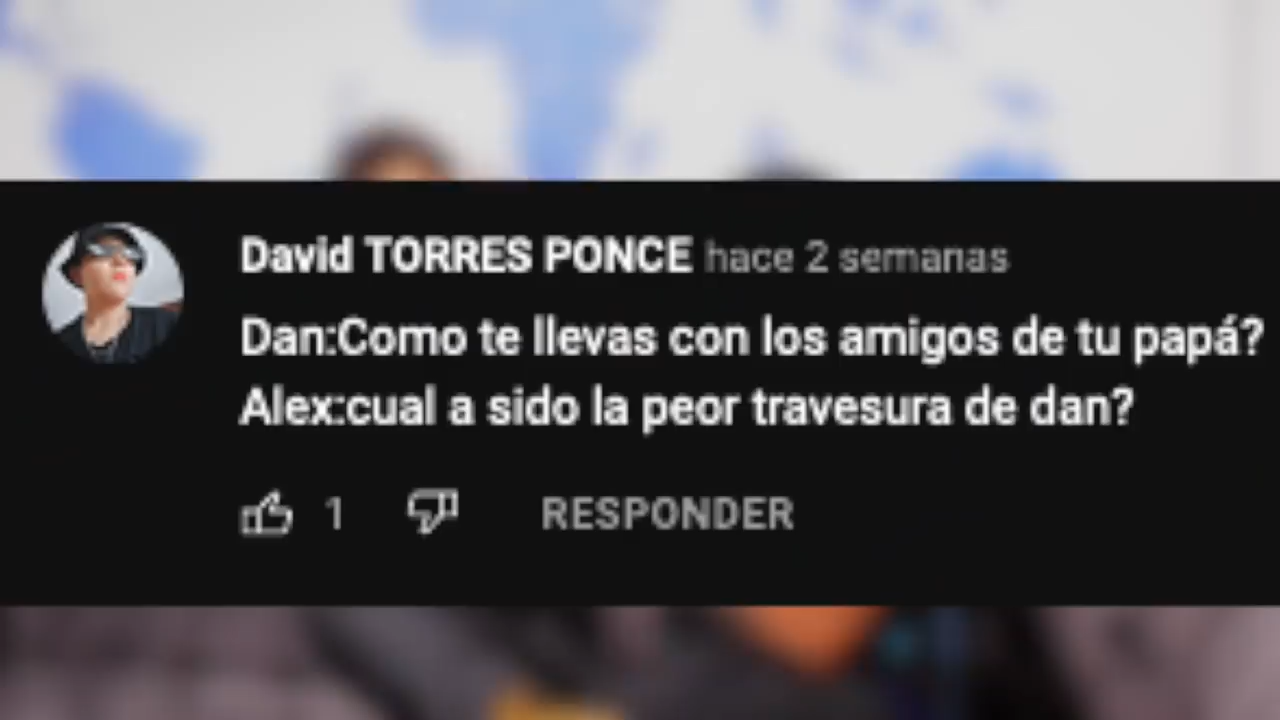 David TORRES PONCE hace 2 semanas
Dan:Como te llevas con los amigos de tu papá?
Alex:cual a sido la peor travesura de dan?
1
RESPONDER